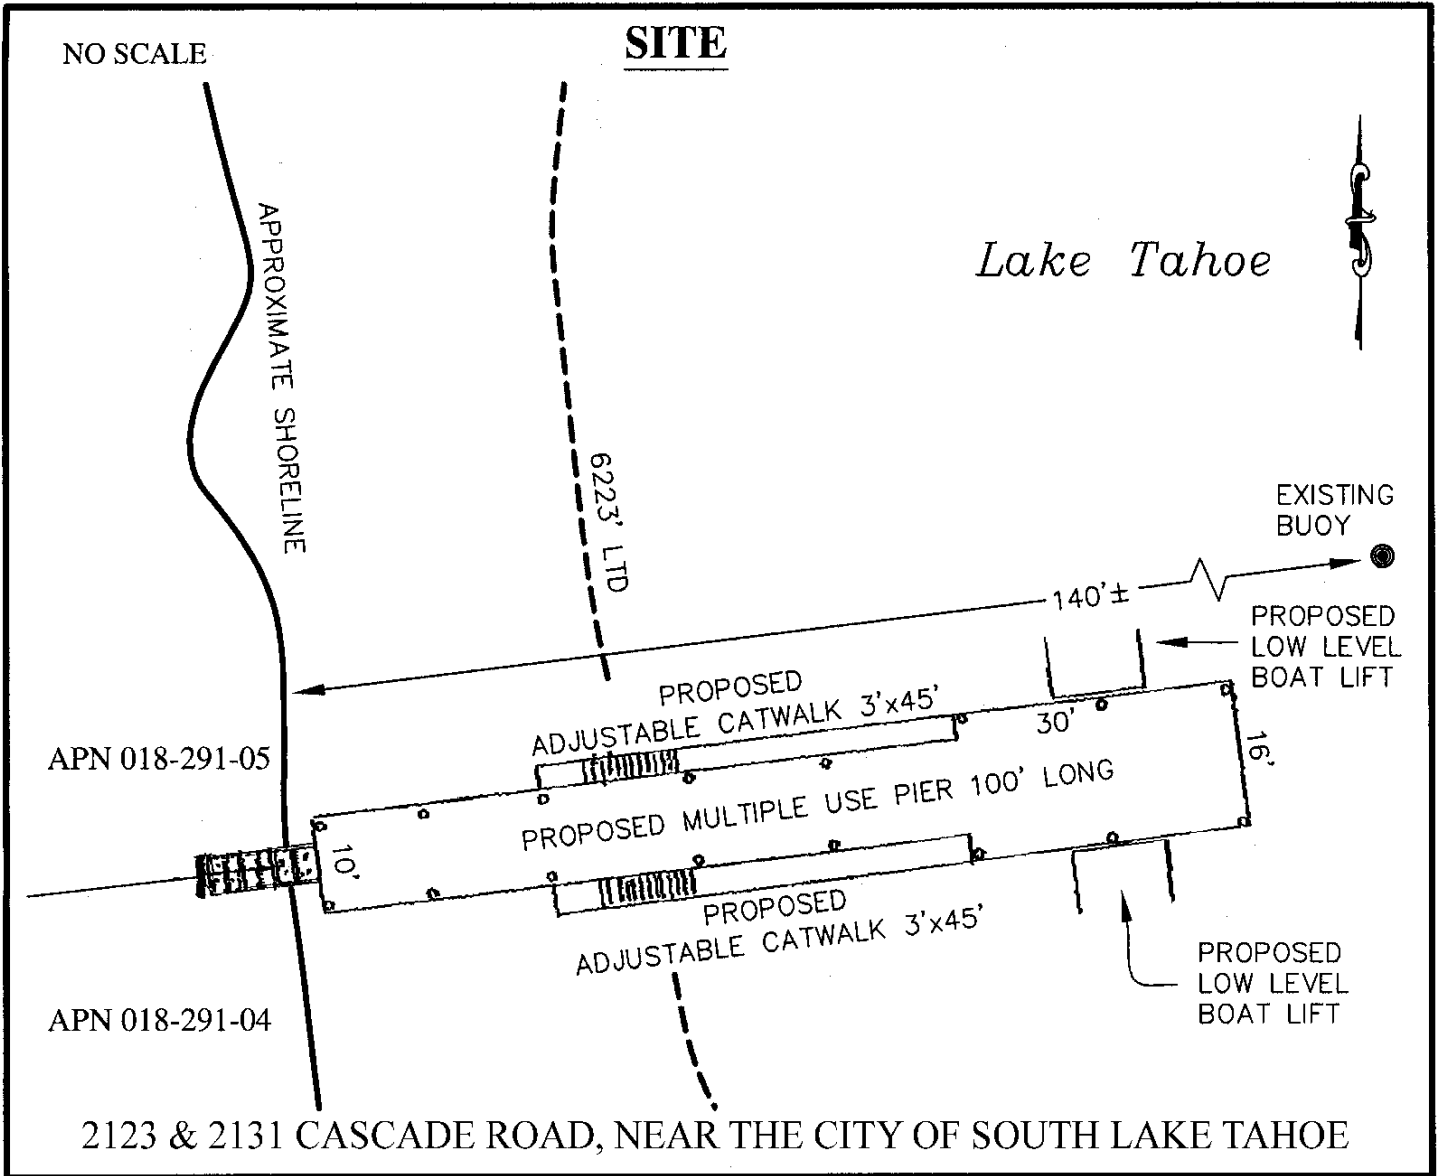 NO SCALE
SITE
APPROXIMATE SHORELINE
Lake Tahoe
6223' LTD
EXISTING
BUOY
140'±
PROPOSED
LOW LEVEL
BOAT LIFT
PROPOSED
ADJUSTABLE CATWALK 3'x45'
30'
16'
APN 018-291-05
PROPOSED MULTIPLE USE PIER 100' LONG
10'
PROPOSED
ADJUSTABLE CATWALK 3'x45'
PROPOSED
LOW LEVEL
BOAT LIFT
APN 018-291-04
2123 & 2131 CASCADE ROAD, NEAR THE CITY OF SOUTH LAKE TAHOE